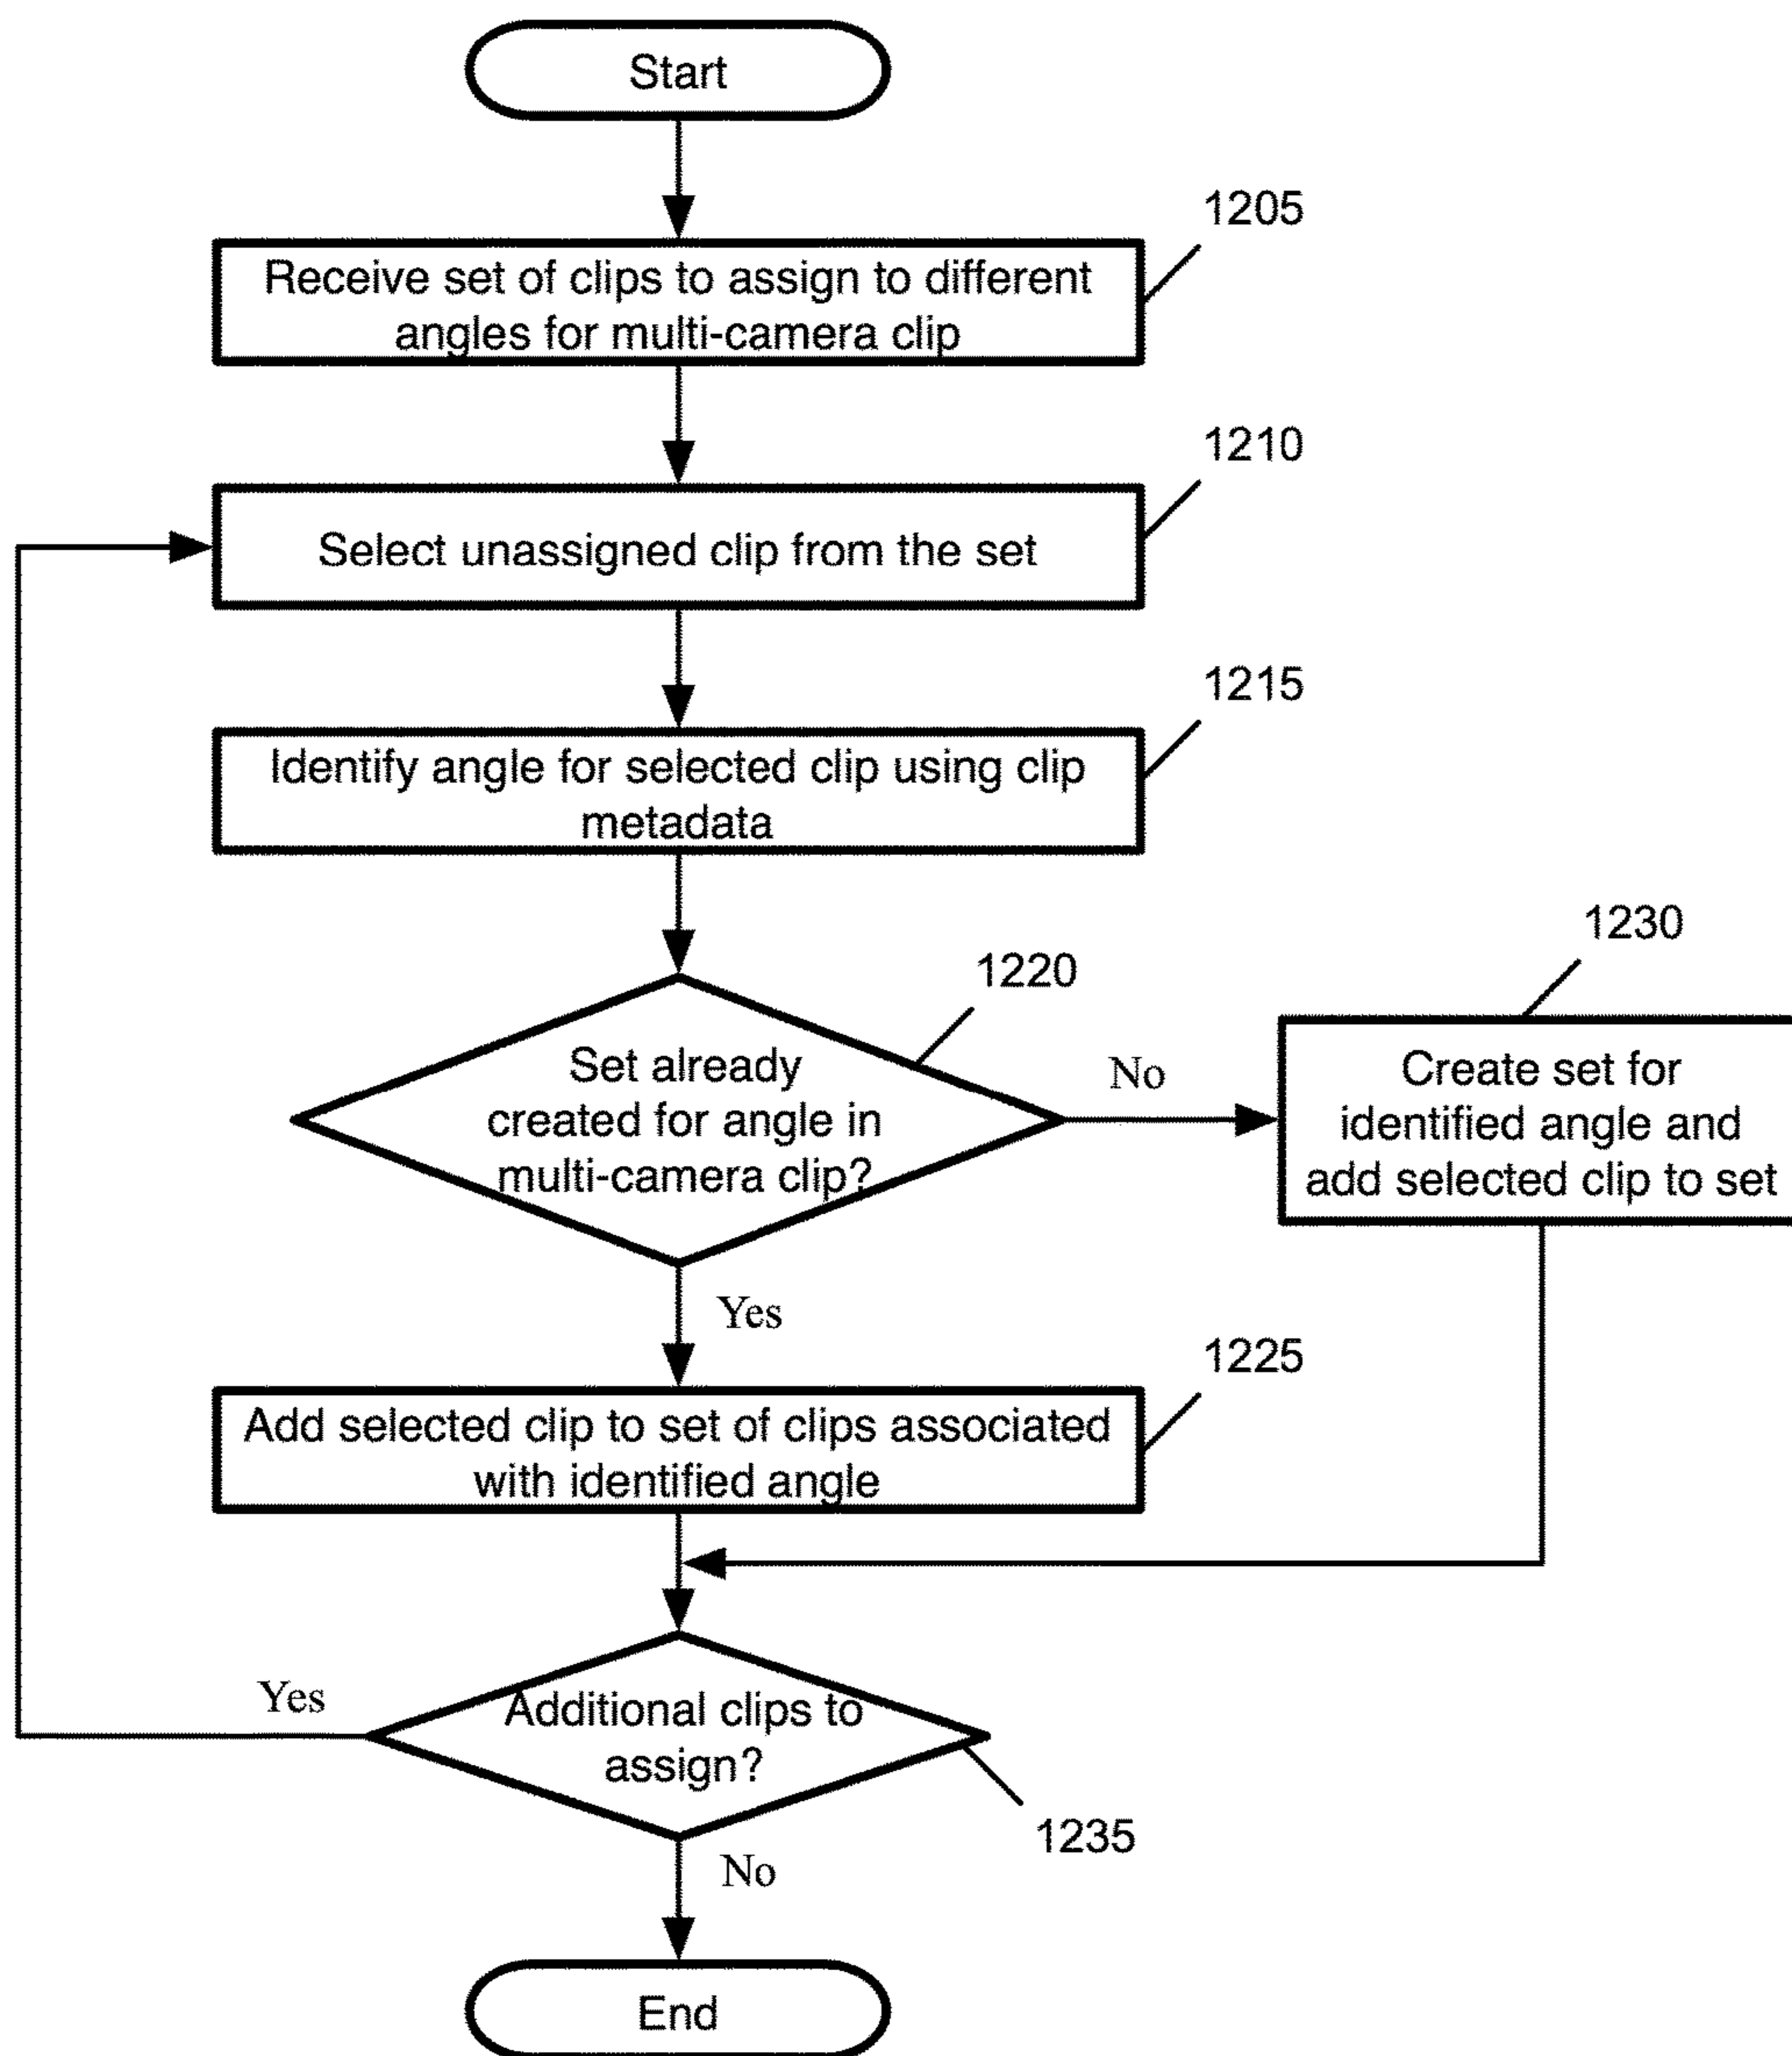 Start
1205
Receive set of clips to assign to different
angles for multi-camera clip
1210
Select unassigned clip from the set
1215
Identify angle for selected clip using clip
metadata
1220
1230
Set already
created for angle in
multi-camera clip?
No
Create set for
identified angle and
add selected clip to set
Yes
1225
Add selected clip to set of clips associated
with identified angle
Yes
Additional clips to
assign?
1235
No
End